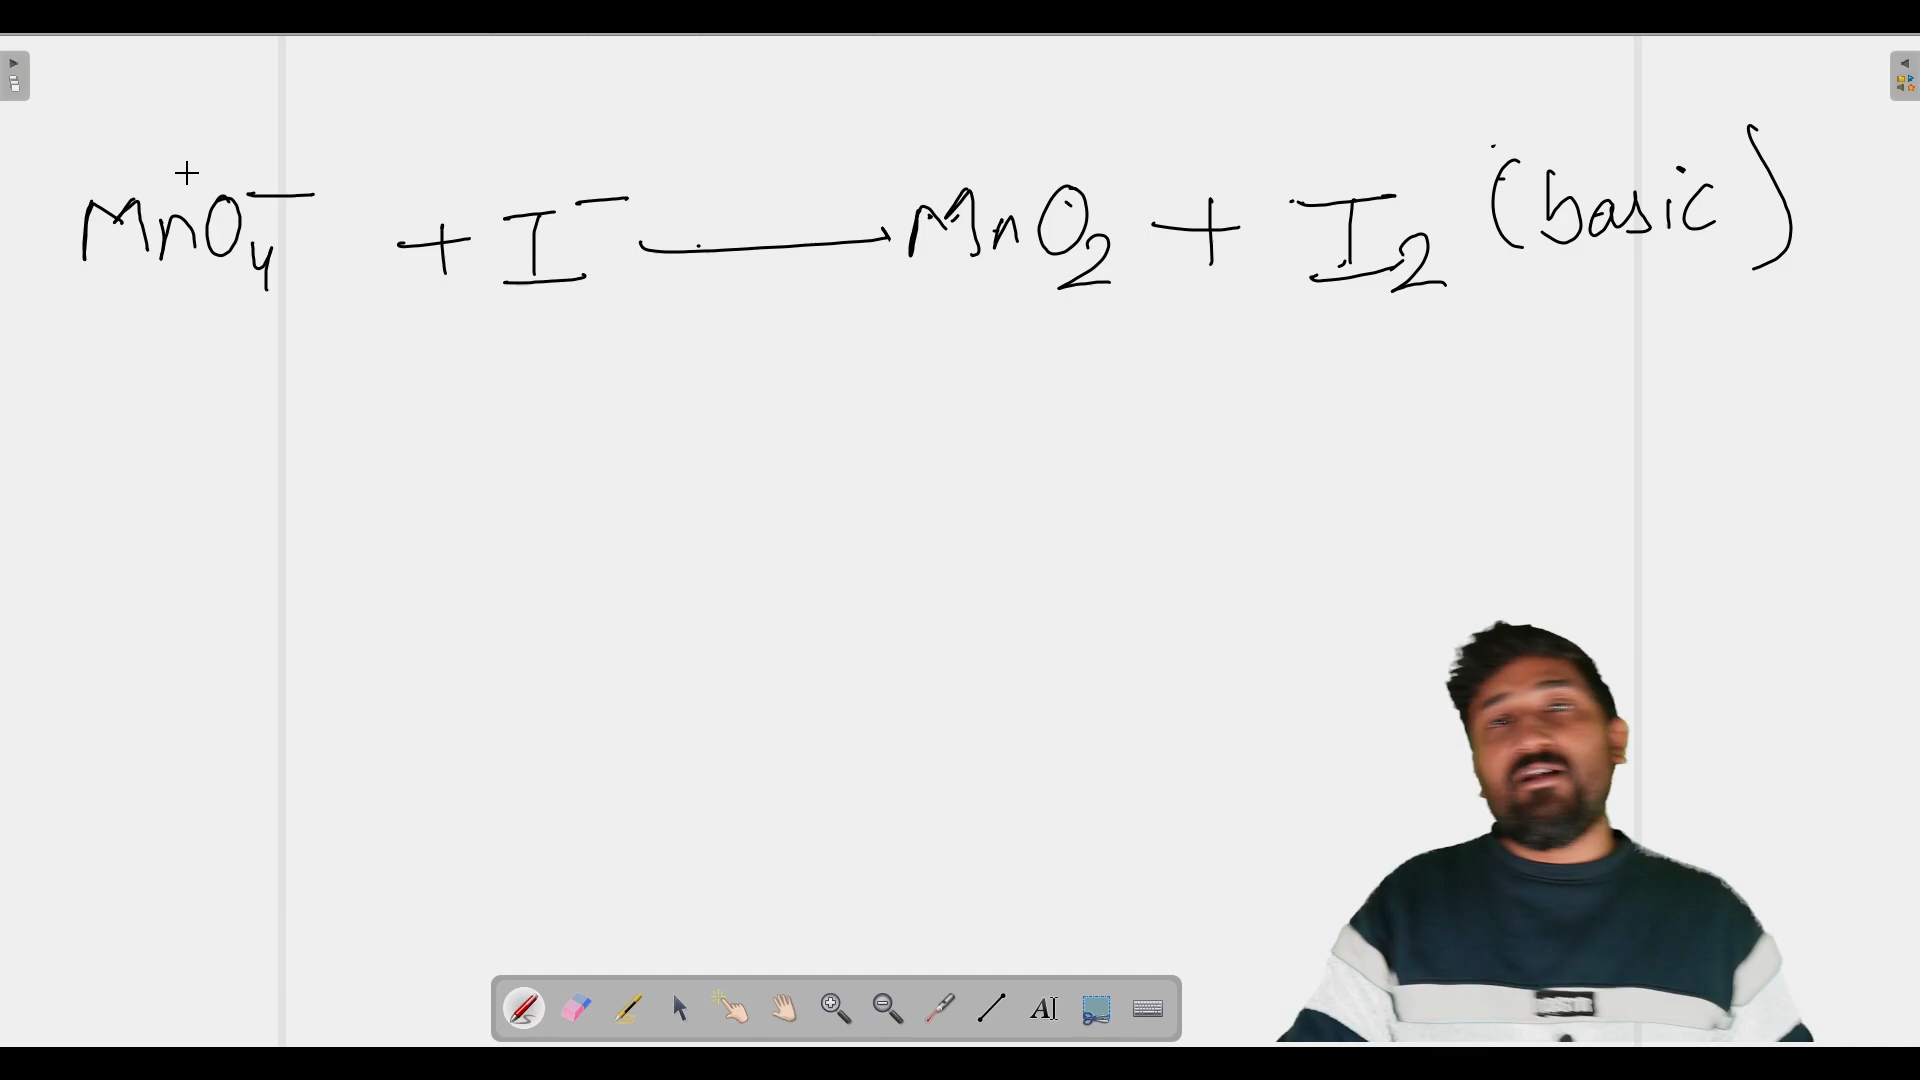 MnO₄⁻ + I⁻ ⟶ MnO₂ + I₂ (basic)